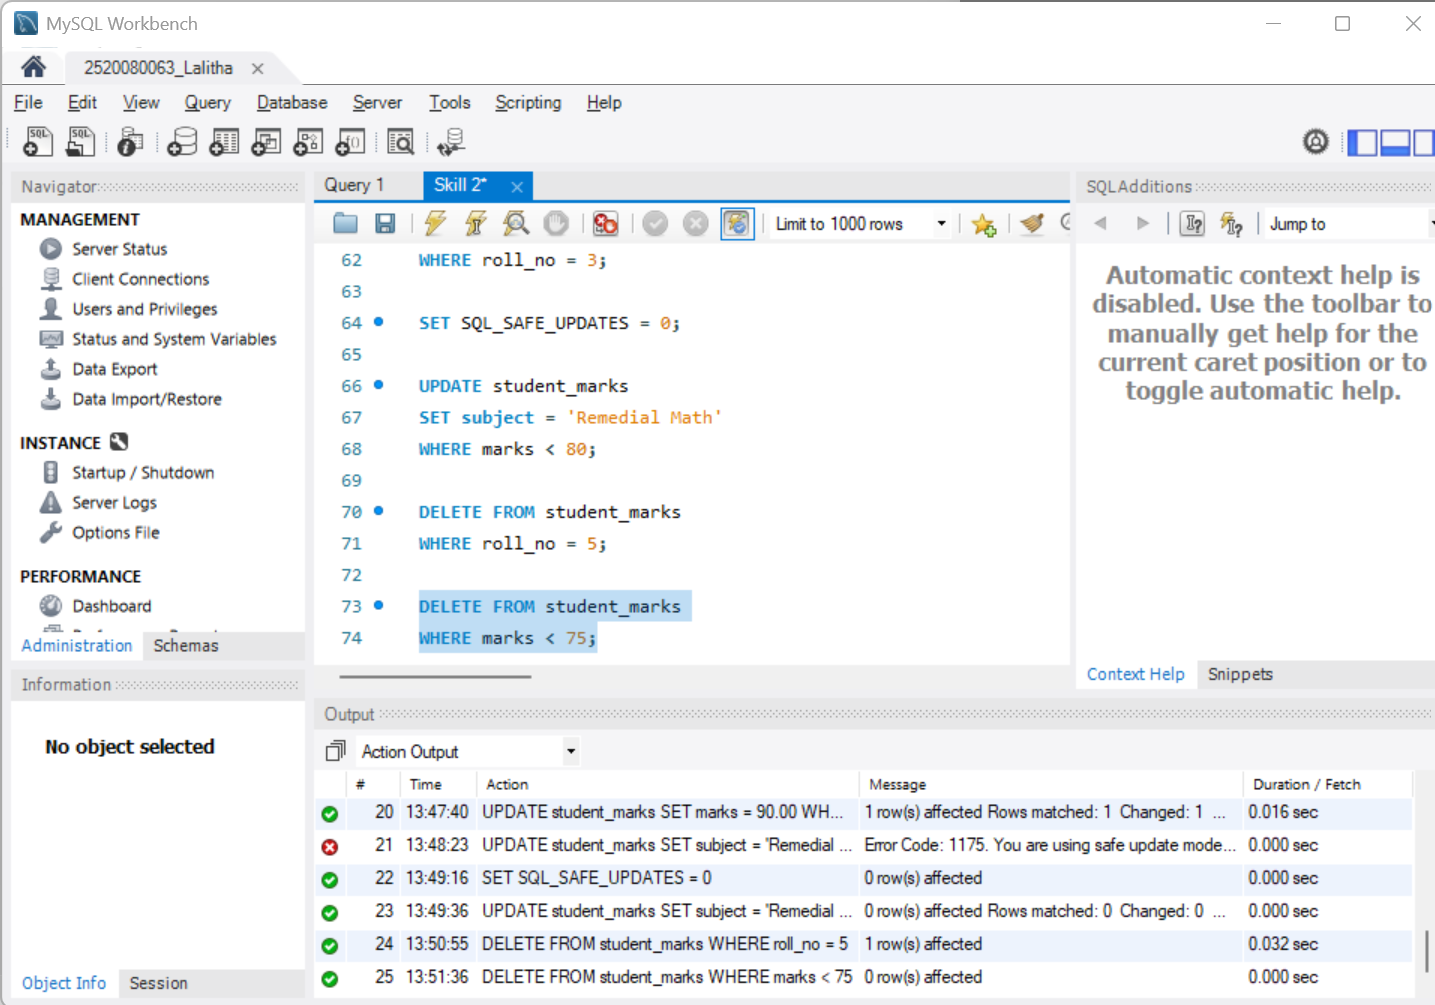 MySQL Workbench
2520080063_Lalitha
File Edit View Query Database Server Tools Scripting Help
Navigator
MANAGEMENT
Server Status
Client Connections
Users and Privileges
Status and System Variables
Data Export
Data Import/Restore
INSTANCE
Startup / Shutdown
Server Logs
Options File
PERFORMANCE
Dashboard
Administration Schemas
Information
No object selected
Object Info Session
Query 1 Skill 2*
Limit to 1000 rows
62 WHERE roll_no = 3;
63
64 SET SQL_SAFE_UPDATES = 0;
65
66 UPDATE student_marks
67 SET subject = 'Remedial Math'
68 WHERE marks < 80;
69
70 DELETE FROM student_marks
71 WHERE roll_no = 5;
72
73 DELETE FROM student_marks
74 WHERE marks < 75;
SQLAdditions
Jump to
Automatic context help is
disabled. Use the toolbar to
manually get help for the
current caret position or to
toggle automatic help.
Context Help Snippets
Output
Action Output
# Time Action Message Duration / Fetch
20 13:47:40 UPDATE student_marks SET marks = 90.00 WH... 1 row(s) affected Rows matched: 1 Changed: 1 ... 0.016 sec
21 13:48:23 UPDATE student_marks SET subject = 'Remedial ... Error Code: 1175. You are using safe update mode... 0.000 sec
22 13:49:16 SET SQL_SAFE_UPDATES = 0 0 row(s) affected 0.000 sec
23 13:49:36 UPDATE student_marks SET subject = 'Remedial ... 0 row(s) affected Rows matched: 0 Changed: 0 ... 0.000 sec
24 13:50:55 DELETE FROM student_marks WHERE roll_no = 5 1 row(s) affected 0.032 sec
25 13:51:36 DELETE FROM student_marks WHERE marks < 75 0 row(s) affected 0.000 sec